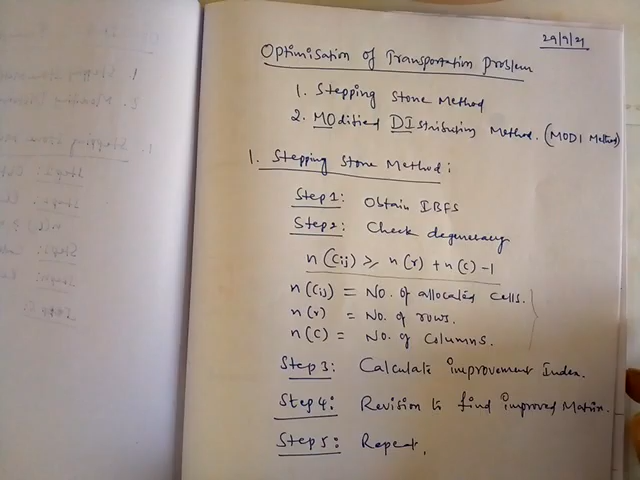 29/9/21
Optimisation of Transportation Problem
1. Stepping Stone Method
2. MOdified DIstribution Method. (MODI Method)
1. Stepping Stone Method:
Step 1: Obtain IBFS
Step 2: Check degeneracy
n(Cij) ≥ n(r) + n(c) - 1
n(Cij) = No. of allocated cells.
n(r) = No. of rows.
n(C) = No. of Columns.
Step 3: Calculate improvement Index.
Step 4: Revision to find improved Matrix.
Step 5: Repeat.